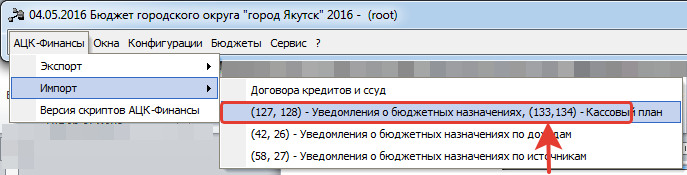 04.05.2016 Бюджет городского округа "город Якутск" 2016 - (root)
АЦК-Финансы Окна Конфигурации Бюджеты Сервис ?
Экспорт
Импорт
Версия скриптов АЦК-Финансы
Договора кредитов и ссуд
(127, 128) - Уведомления о бюджетных назначениях, (133,134) - Кассовый план
(42, 26) - Уведомления о бюджетных назначениях по доходам
(58, 27) - Уведомления о бюджетных назначениях по источникам